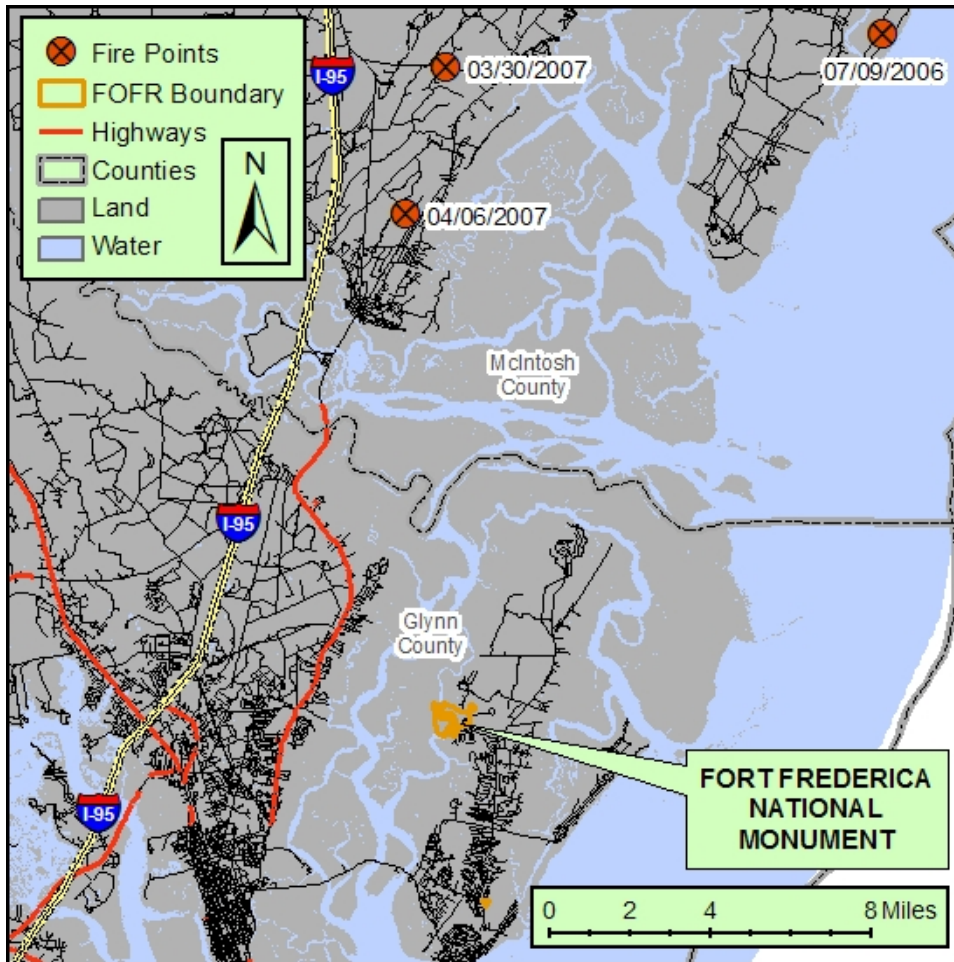 Fire Points
FOFR Boundary
Highways
Counties
Land
Water
N
I-95
03/30/2007
07/09/2006
04/06/2007
McIntosh
County
I-95
Glynn
County
I-95
FORT FREDERICA
NATIONAL
MONUMENT
0 2 4 8 Miles